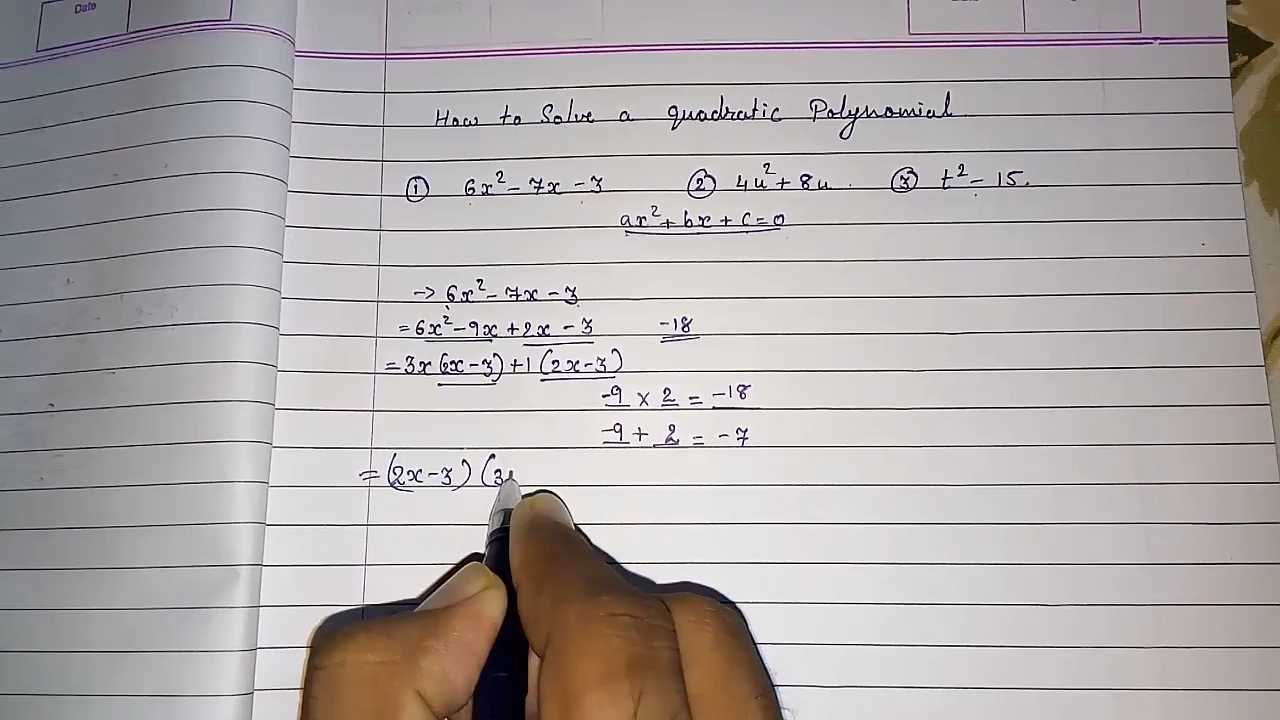 Date
How to Solve a quadratic Polynomial
① 6x² - 7x - 3 ② 4u² + 8u. ③ t² - 15.
ax² + bx + c = 0
-> 6x² - 7x - 3
= 6x² - 9x + 2x - 3 -18
= 3x (2x - 3) + 1 (2x - 3)
-9 × 2 = -18
-9 + 2 = -7
= (2x - 3) (3